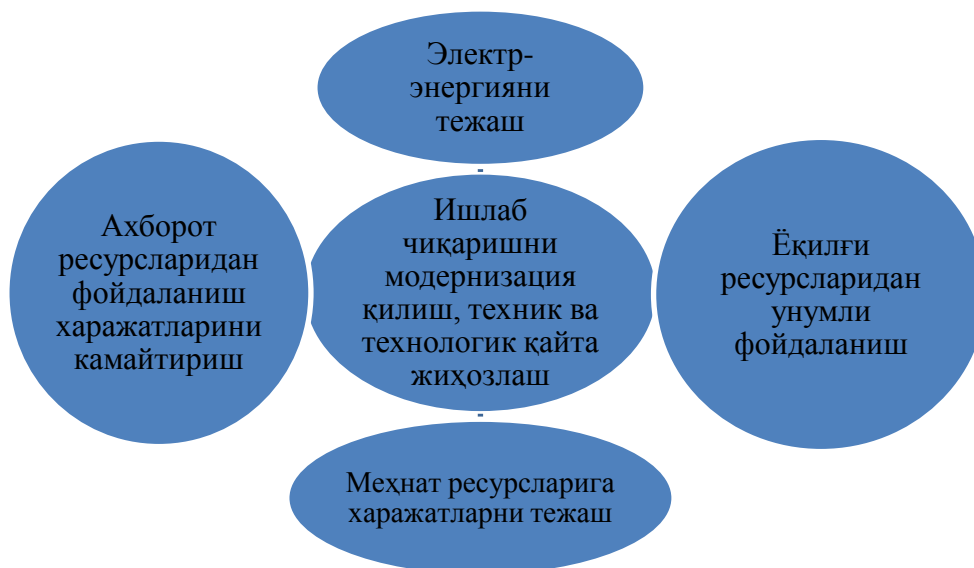 Электр-
энергияни
тежаш
Ахборот
ресурсларидан
фойдаланиш
харажатларини
камайтириш
Ишлаб
чиқаришни
модернизация
қилиш, техник ва
технологик қайта
жиҳозлаш
Ёқилғи
ресурсларидан
унумли
фойдаланиш
Меҳнат ресурсларига
харажатларни тежаш